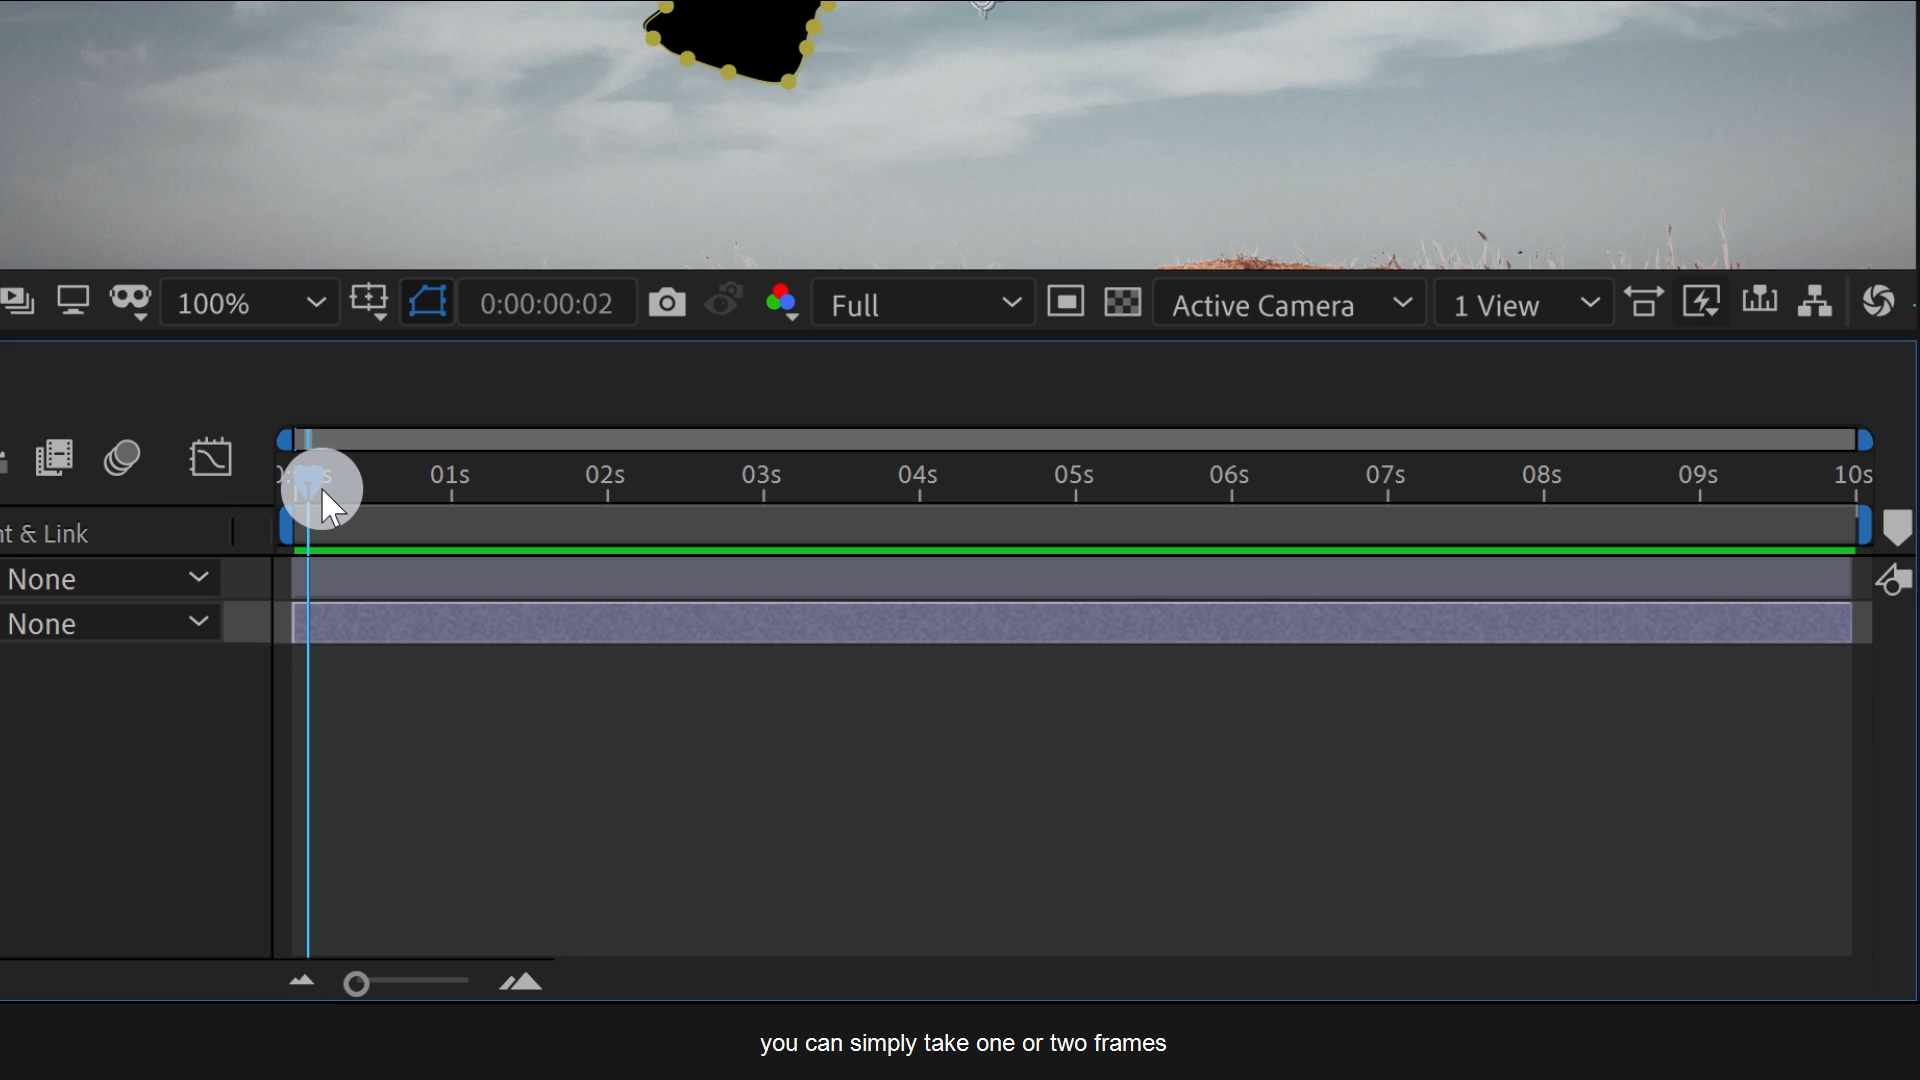 100%
0:00:00:02
Full
Active Camera
1 View
01s
02s
03s
04s
05s
06s
07s
08s
09s
10s
nt & Link
None
None
you can simply take one or two frames